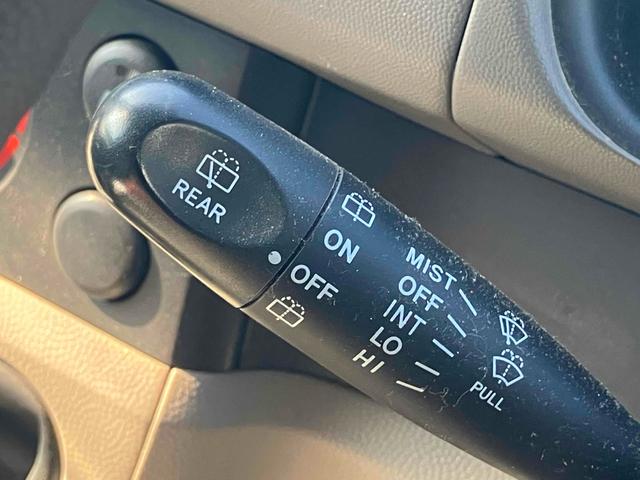 REAR
ON
OFF
MIST
OFF
INT
LO
HI
PULL